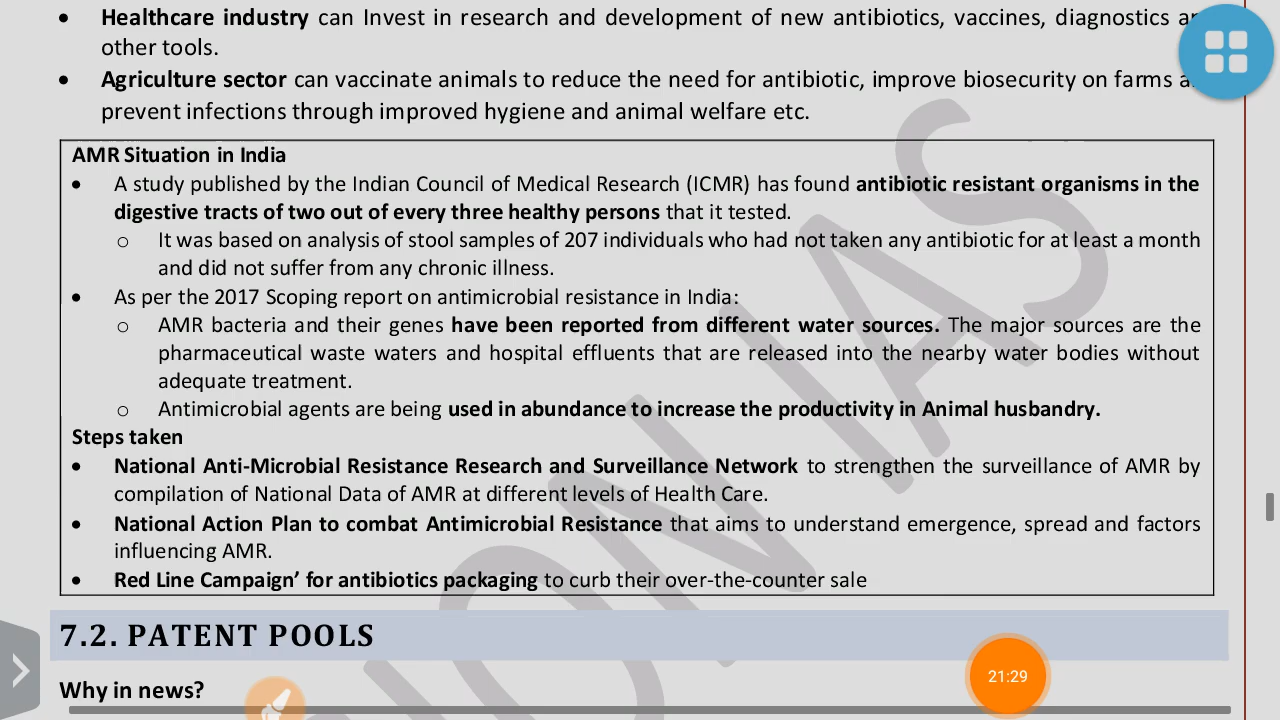 • Healthcare industry can Invest in research and development of new antibiotics, vaccines, diagnostics
other tools.
• Agriculture sector can vaccinate animals to reduce the need for antibiotic, improve biosecurity on farms
prevent infections through improved hygiene and animal welfare etc.
AMR Situation in India
• A study published by the Indian Council of Medical Research (ICMR) has found antibiotic resistant organisms in the
digestive tracts of two out of every three healthy persons that it tested.
o It was based on analysis of stool samples of 207 individuals who had not taken any antibiotic for at least a month
and did not suffer from any chronic illness.
• As per the 2017 Scoping report on antimicrobial resistance in India:
o AMR bacteria and their genes have been reported from different water sources. The major sources are the
pharmaceutical waste waters and hospital effluents that are released into the nearby water bodies without
adequate treatment.
o Antimicrobial agents are being used in abundance to increase the productivity in Animal husbandry.
Steps taken
• National Anti-Microbial Resistance Research and Surveillance Network to strengthen the surveillance of AMR by
compilation of National Data of AMR at different levels of Health Care.
• National Action Plan to combat Antimicrobial Resistance that aims to understand emergence, spread and factors
influencing AMR.
• Red Line Campaign’ for antibiotics packaging to curb their over-the-counter sale
7.2. PATENT POOLS
Why in news?
21:29
IAS